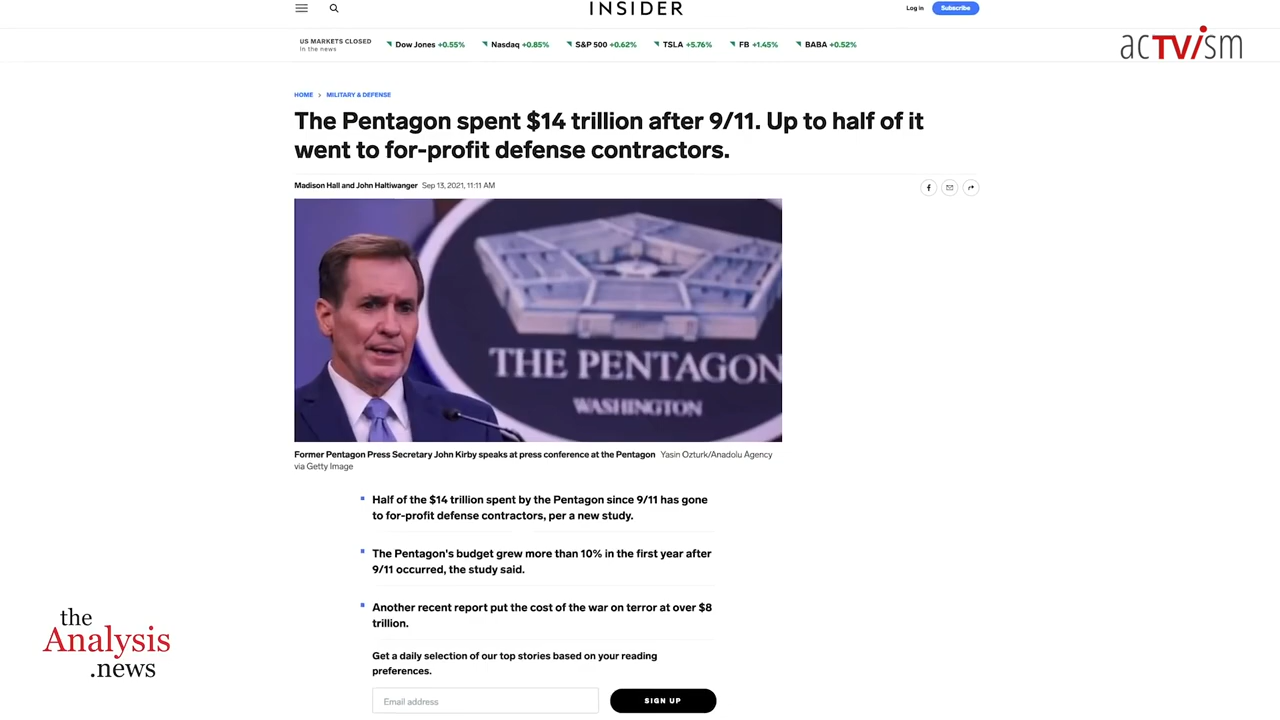 INSIDER
Log in
Subscribe
US MARKETS CLOSED
In the news
Dow Jones +0.55%
Nasdaq +0.85%
S&P 500 +0.62%
TSLA +5.76%
FB +1.45%
BABA +0.52%
acTVism
HOME > MILITARY & DEFENSE
The Pentagon spent $14 trillion after 9/11. Up to half of it
went to for-profit defense contractors.
Madison Hall and John Haltiwanger Sep 13, 2021, 11:11 AM
THE PENTAGON
WASHINGTON
Former Pentagon Press Secretary John Kirby speaks at press conference at the Pentagon Yasin Ozturk/Anadolu Agency
via Getty Image
Half of the $14 trillion spent by the Pentagon since 9/11 has gone
to for-profit defense contractors, per a new study.
The Pentagon's budget grew more than 10% in the first year after
9/11 occurred, the study said.
Another recent report put the cost of the war on terror at over $8
trillion.
Get a daily selection of our top stories based on your reading
preferences.
Email address
SIGN UP
the
Analysis
.news